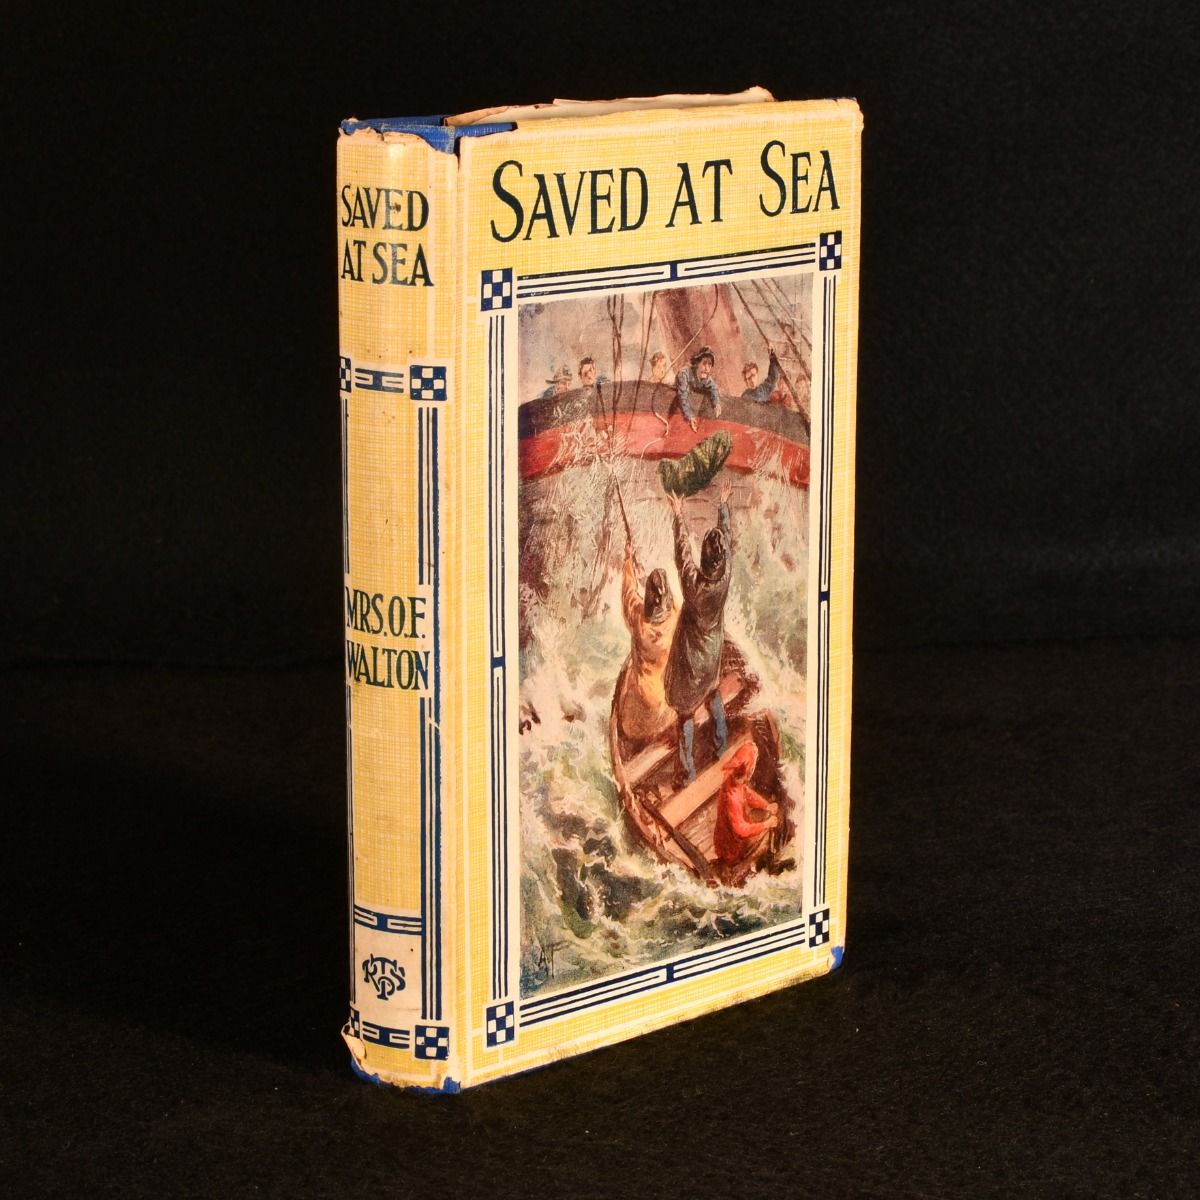 SAVED
AT SEA
MRS. O.F.
WALTON
RTS
SAVED AT SEA